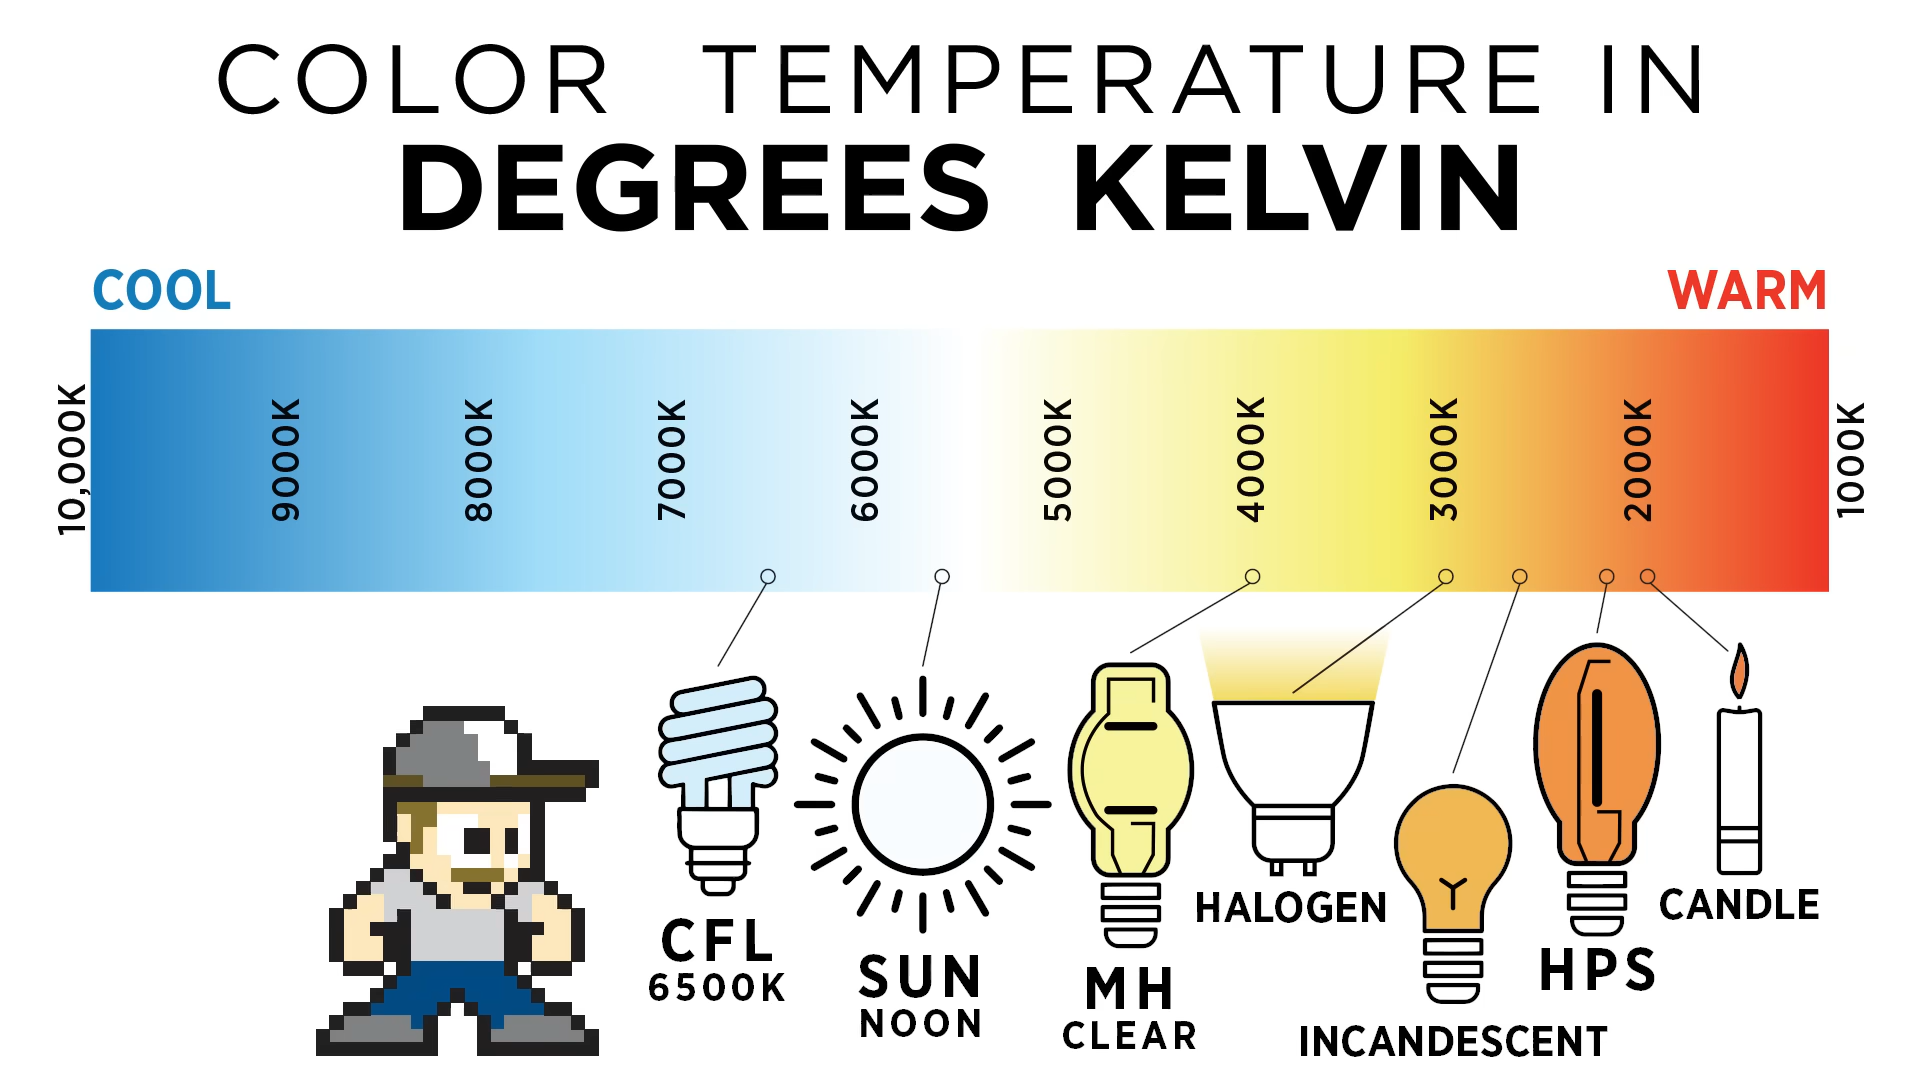 COLOR TEMPERATURE IN
DEGREES KELVIN
COOL
WARM
10,000K
9000K
8000K
7000K
6000K
5000K
4000K
3000K
2000K
1000K
CFL
6500K
SUN
NOON
MH
CLEAR
HALOGEN
INCANDESCENT
HPS
CANDLE